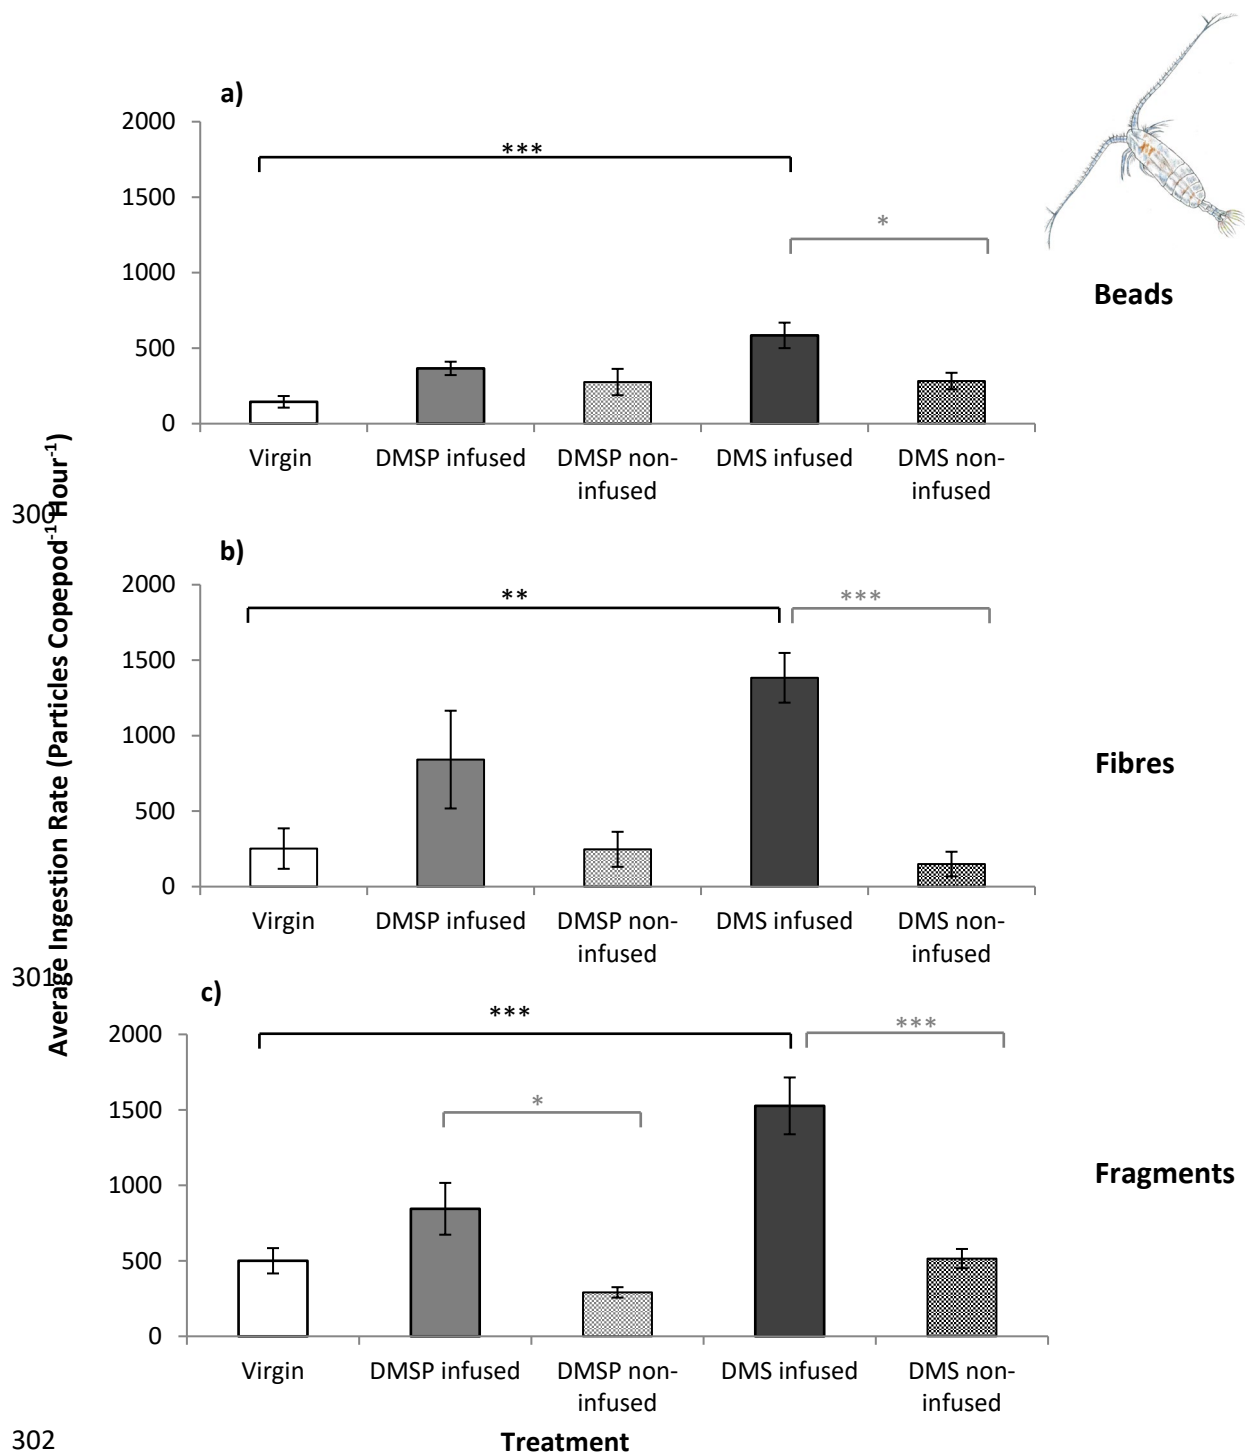 a)
2000
1500
1000
500
0
***
*
Virgin
DMSP infused
DMSP non-
infused
DMS infused
DMS non-
infused
Beads
300
Average Ingestion Rate (Particles Copepod-1 Hour-1)
b)
2000
1500
1000
500
0
**
***
Virgin
DMSP infused
DMSP non-
infused
DMS infused
DMS non-
infused
Fibres
301
c)
2000
1500
1000
500
0
***
***
*
Virgin
DMSP infused
DMSP non-
infused
DMS infused
DMS non-
infused
Fragments
302
Treatment